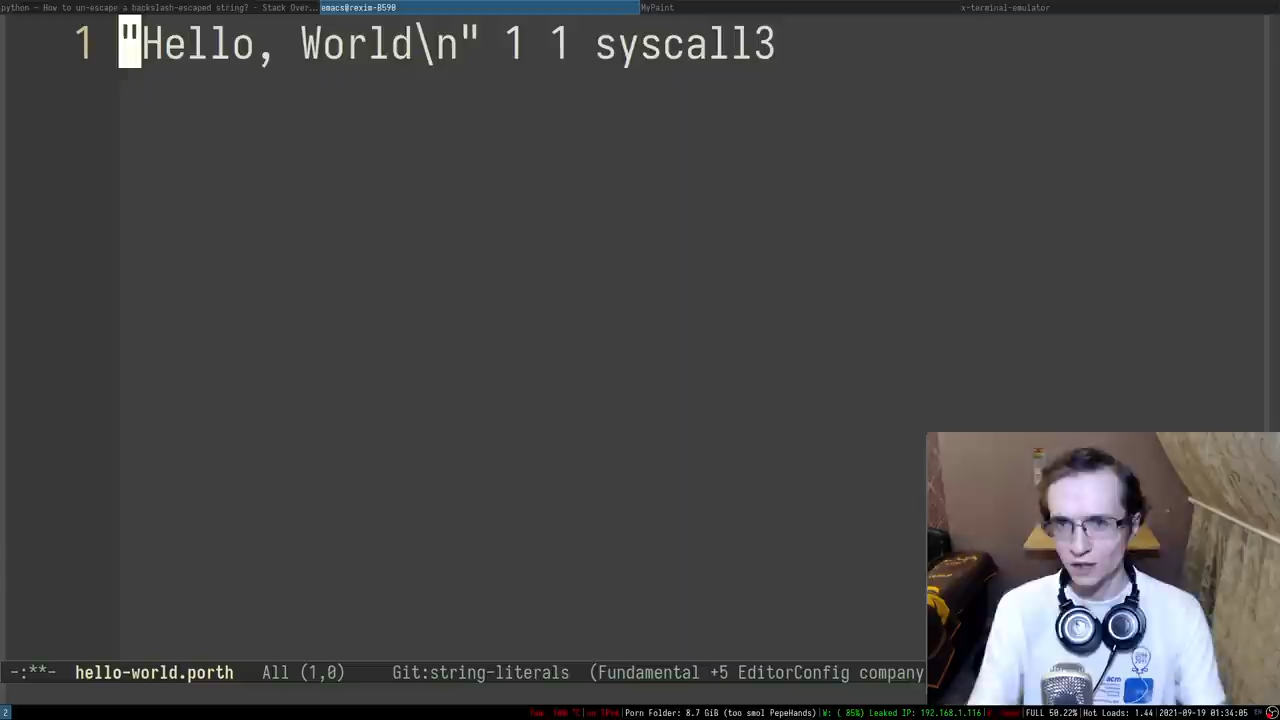 python - How to un-escape a backslash-escaped string? - Stack Over...
emacs@rexim-B590
MyPaint
x-terminal-emulator
1 "Hello, World\n" 1 1 syscall3
-:**- hello-world.porth All (1,0) Git:string-literals (Fundamental +5 EditorConfig company
2
Porn Folder: 8.7 GiB (too smol PepeHands)|W: ( 85%) Leaked IP: 192.168.1.116|
FULL 50.22%|Hot Loads: 1.44|2021-09-19 01:34:05